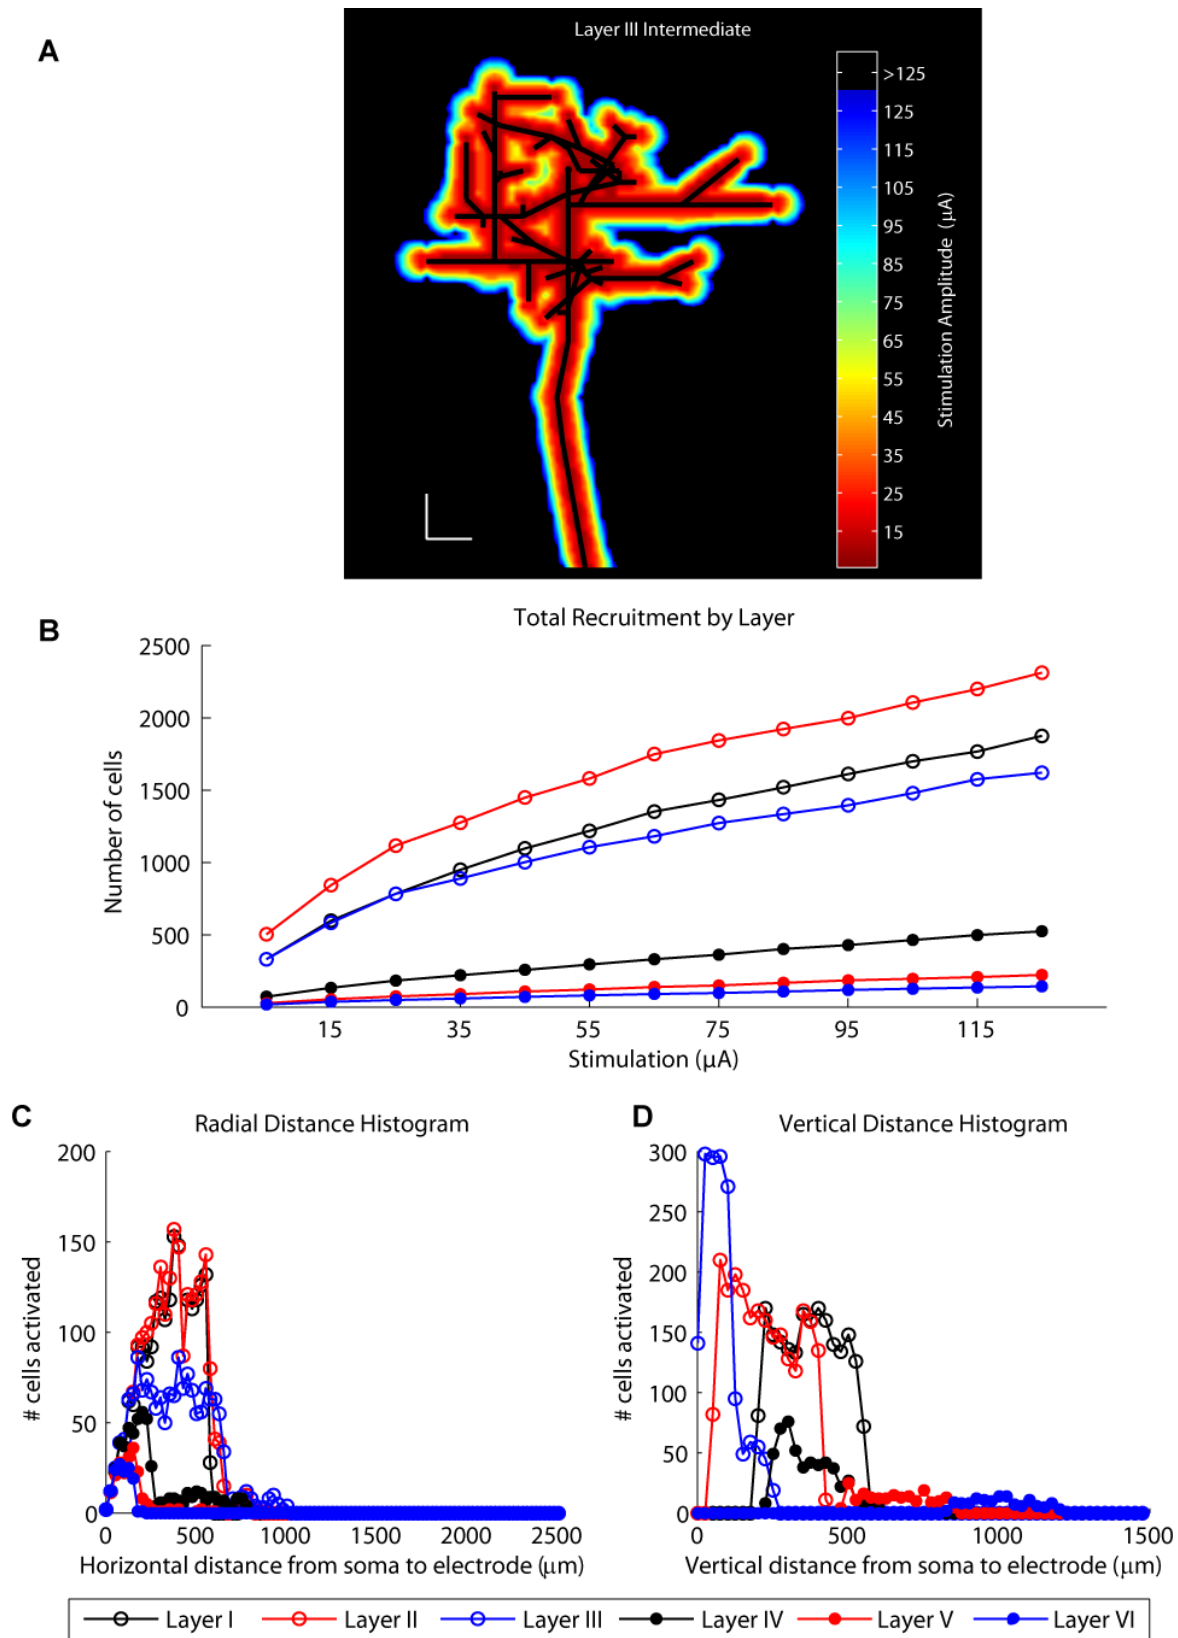 A
Layer III Intermediate
>125
125
115
105
95
85
75
65
55
45
35
25
15
Stimulation Amplitude (µA)
B
Total Recruitment by Layer
2500
2000
1500
1000
500
0
Number of cells
15 35 55 75 95 115
Stimulation (µA)
C
Radial Distance Histogram
200
150
100
50
0
# cells activated
0 500 1000 1500 2000 2500
Horizontal distance from soma to electrode (µm)
D
Vertical Distance Histogram
300
250
200
150
100
50
0
# cells activated
0 500 1000 1500
Vertical distance from soma to electrode (µm)
Layer I Layer II Layer III Layer IV Layer V Layer VI